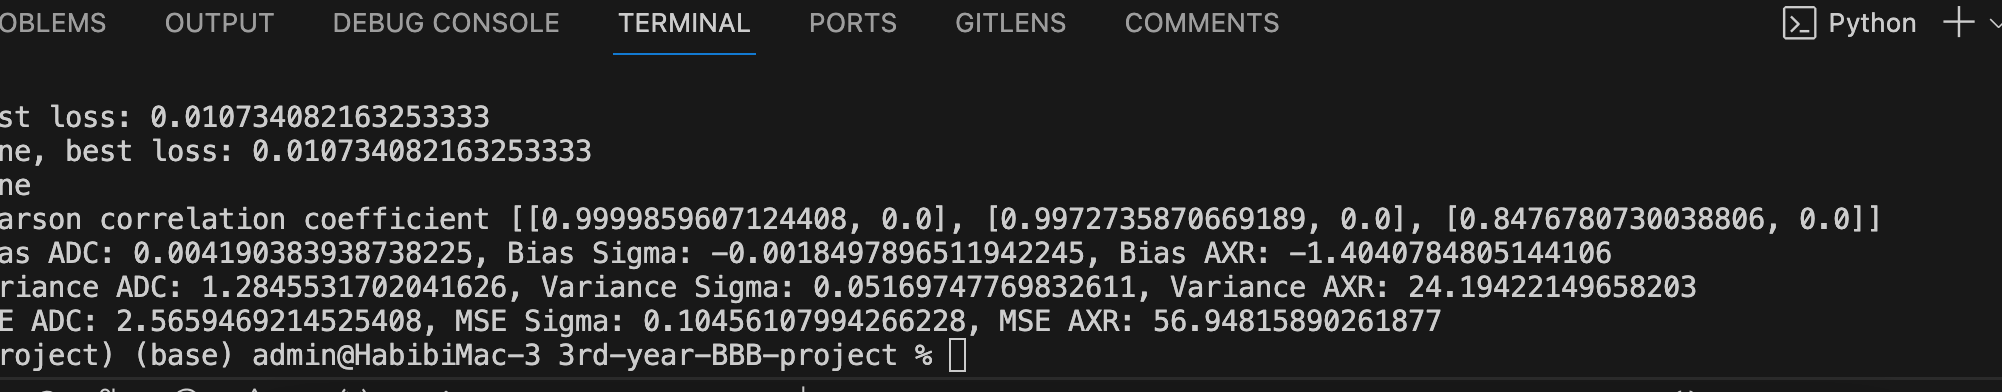 OBLEMS OUTPUT DEBUG CONSOLE TERMINAL PORTS GITLENS COMMENTS Python
st loss: 0.010734082163253333
ne, best loss: 0.010734082163253333
ne
arson correlation coefficient [[0.9999859607124408, 0.0], [0.9972735870669189, 0.0], [0.8476780730038806, 0.0]]
as ADC: 0.004190383938738225, Bias Sigma: -0.0018497896511942245, Bias AXR: -1.4040784805144106
riance ADC: 1.2845531702041626, Variance Sigma: 0.05169747769832611, Variance AXR: 24.19422149658203
E ADC: 2.5659469214525408, MSE Sigma: 0.10456107994266228, MSE AXR: 56.94815890261877
roject) (base) admin@HabibiMac-3 3rd-year-BBB-project %